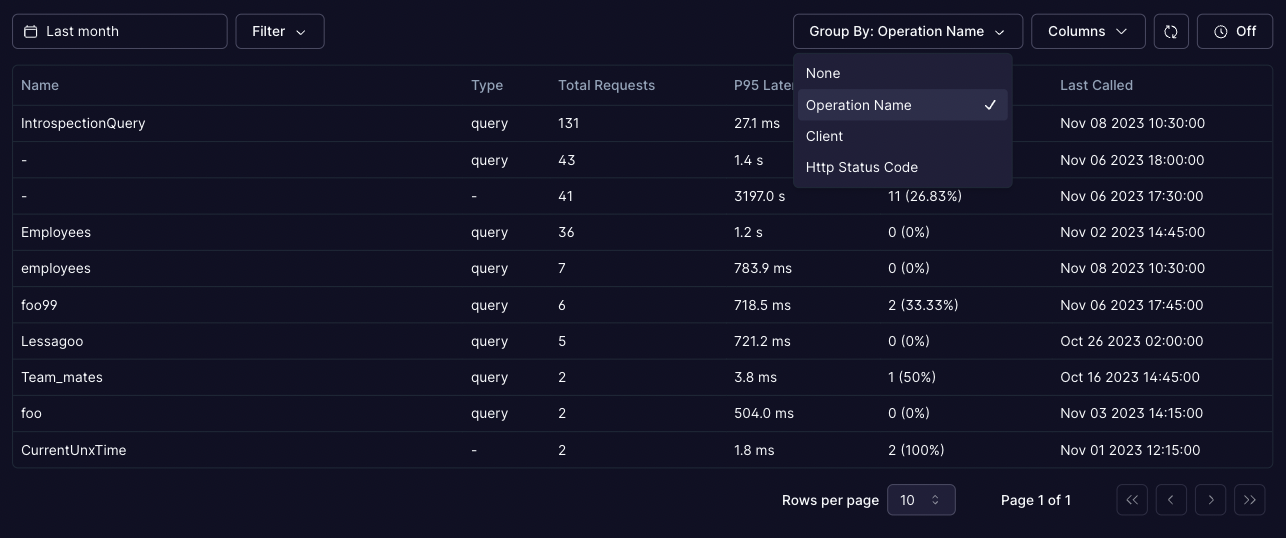 Last month Filter Group By: Operation Name Columns Off
None
Operation Name
Client
Http Status Code
Name Type Total Requests P95 Late Last Called
IntrospectionQuery query 131 27.1 ms Nov 08 2023 10:30:00
- query 43 1.4 s Nov 06 2023 18:00:00
- - 41 3197.0 s 11 (26.83%) Nov 06 2023 17:30:00
Employees query 36 1.2 s 0 (0%) Nov 02 2023 14:45:00
employees query 7 783.9 ms 0 (0%) Nov 08 2023 10:30:00
foo99 query 6 718.5 ms 2 (33.33%) Nov 06 2023 17:45:00
Lessagoo query 5 721.2 ms 0 (0%) Oct 26 2023 02:00:00
Team_mates query 2 3.8 ms 1 (50%) Oct 16 2023 14:45:00
foo query 2 504.0 ms 0 (0%) Nov 03 2023 14:15:00
CurrentUnxTime - 2 1.8 ms 2 (100%) Nov 01 2023 12:15:00
Rows per page 10 Page 1 of 1